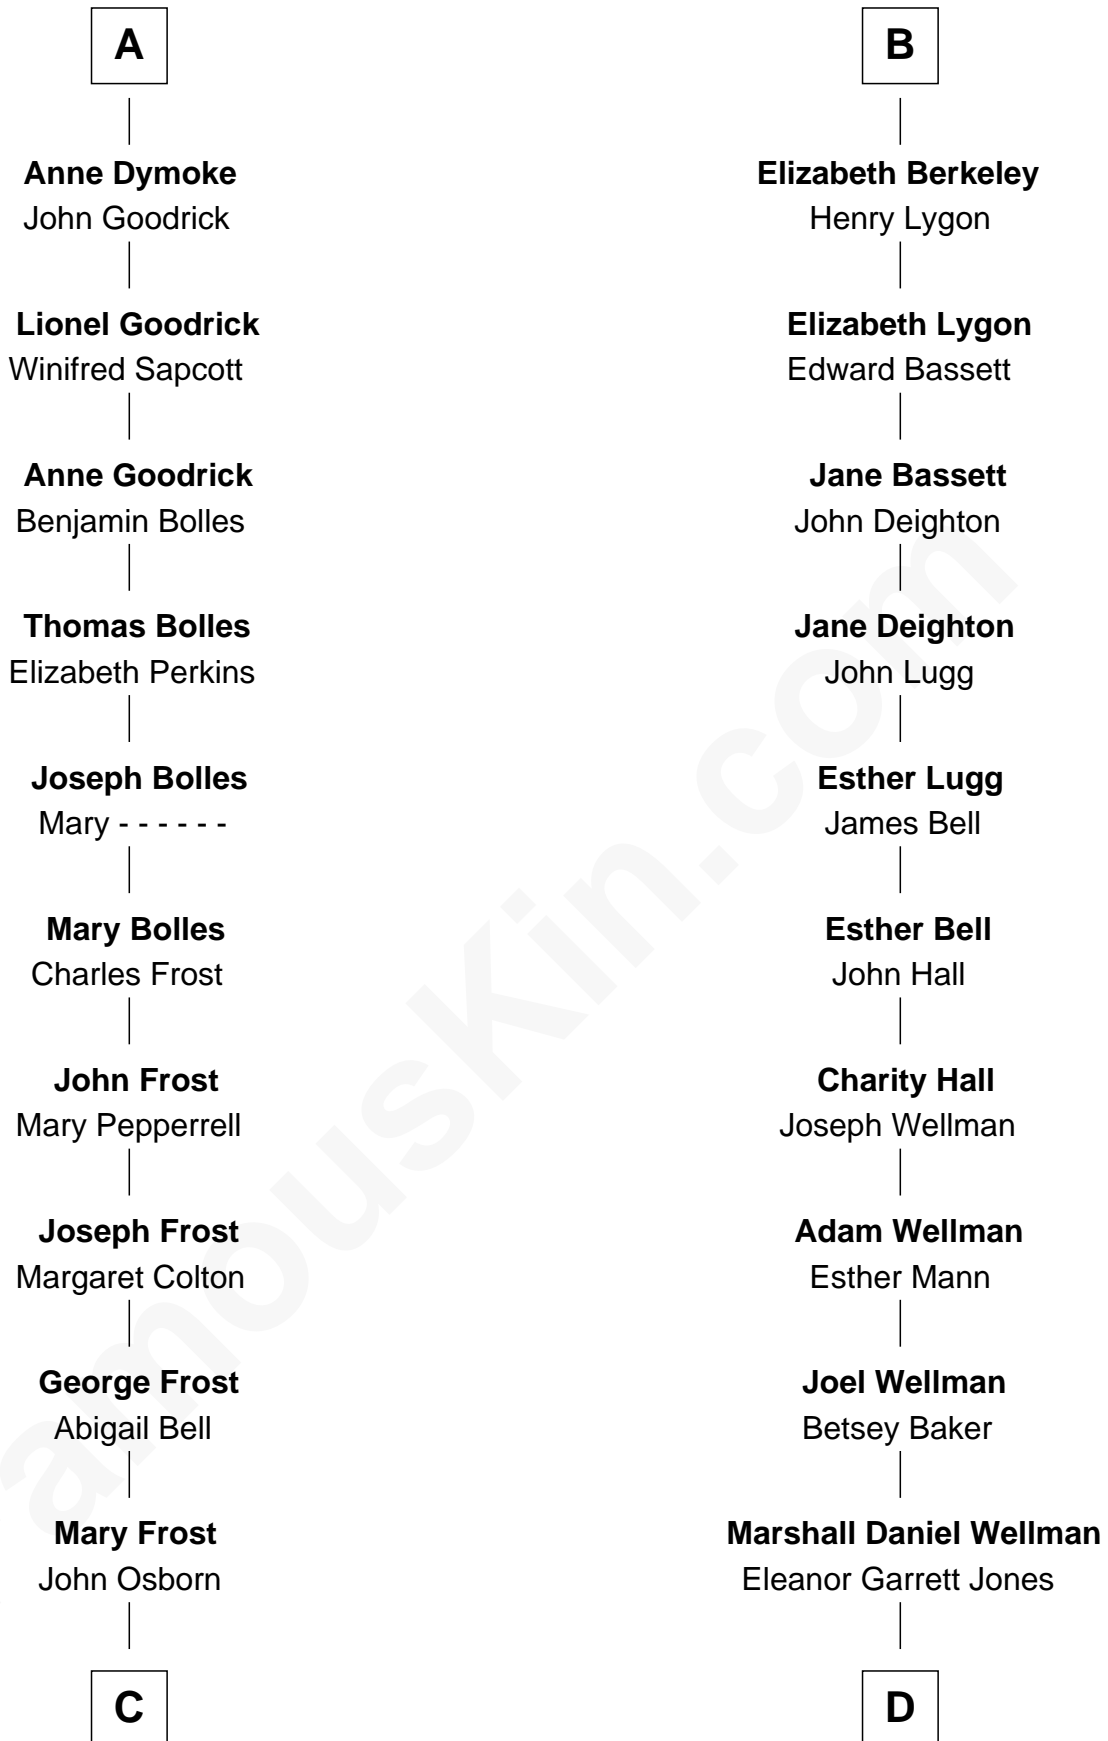 A
B
Anne Dymoke
John Goodrick
Elizabeth Berkeley
Henry Lygon
Lionel Goodrick
Winifred Sapcott
Elizabeth Lygon
Edward Bassett
Anne Goodrick
Benjamin Bolles
Jane Bassett
John Deighton
Thomas Bolles
Elizabeth Perkins
Jane Deighton
John Lugg
Joseph Bolles
Mary - - - - - -
Esther Lugg
James Bell
Mary Bolles
Charles Frost
Esther Bell
John Hall
John Frost
Mary Pepperrell
Charity Hall
Joseph Wellman
Joseph Frost
Margaret Colton
Adam Wellman
Esther Mann
George Frost
Abigail Bell
Joel Wellman
Betsey Baker
Mary Frost
John Osborn
Marshall Daniel Wellman
Eleanor Garrett Jones
C
D
amousKin.com